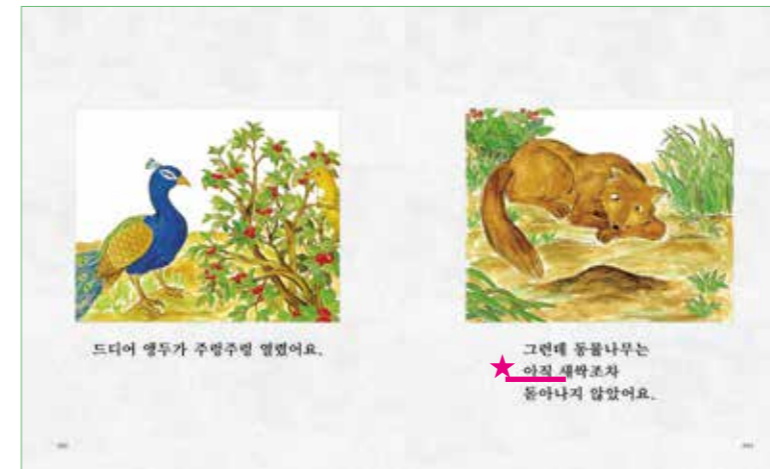 드디어 앵두가 주렁주렁 열렸어요.
그런데 동물나무는
아직 새싹조차
돋아나지 않았어요.